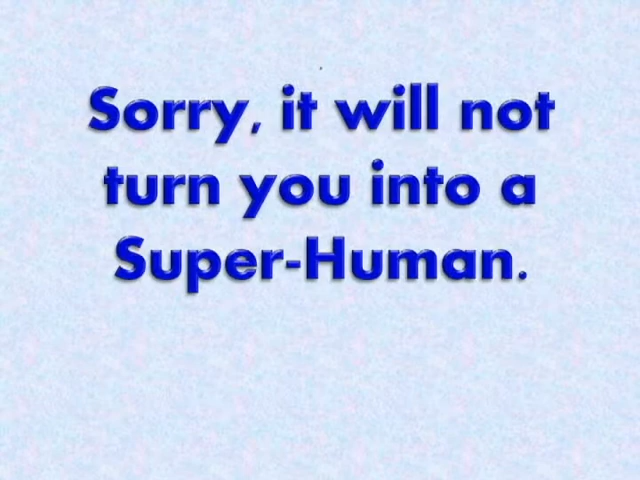 Sorry, it will not
turn you into a
Super-Human.